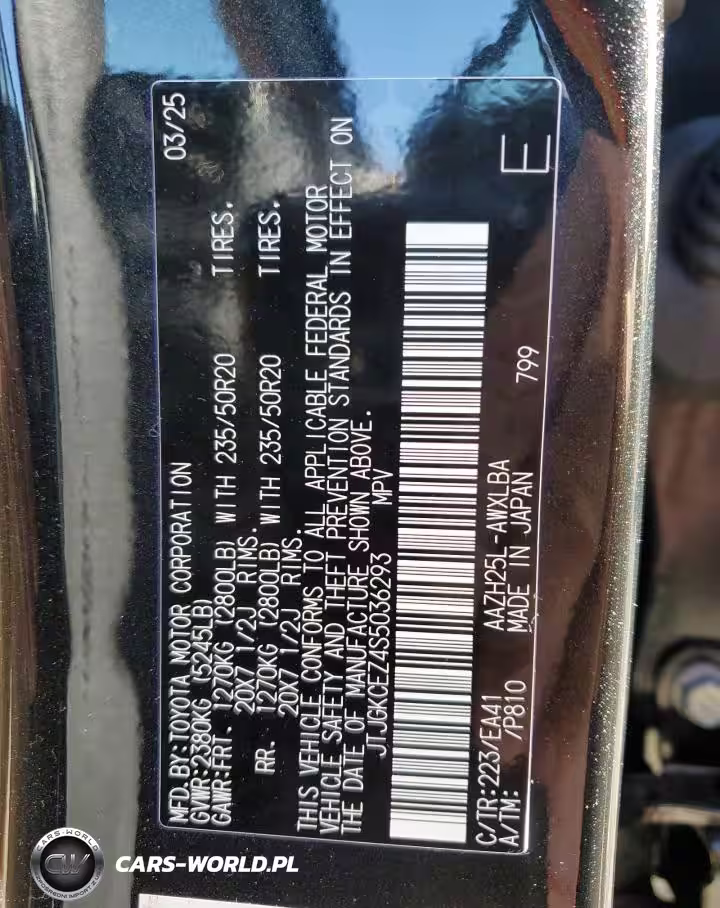 MFD.BY:TOYOTA MOTOR CORPORATION 03/25
GVWR:2380KG (5245LB)
GAWR:FRT. 1270KG (2800LB) WITH 235/50R20 TIRES.
20X7 1/2J RIMS.
RR. 1270KG (2800LB) WITH 235/50R20 TIRES.
20X7 1/2J RIMS.
THIS VEHICLE CONFORMS TO ALL APPLICABLE FEDERAL MOTOR
VEHICLE SAFETY AND THEFT PREVENTION STANDARDS IN EFFECT ON
THE DATE OF MANUFACTURE SHOWN ABOVE.
JTJGKCEZ4S5036293 MPV
C/TR:223/EA41 AAZH25L-AWXLBA
A/TM: /P810 MADE IN JAPAN 799 E
CARS-WORLD
CW
CARS-WORLD.PL